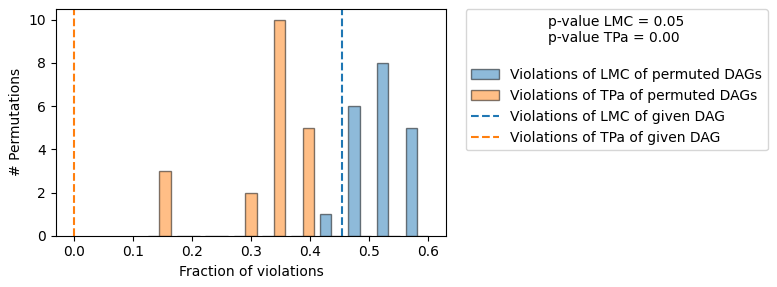 10
8
6
4
2
0
# Permutations
0.0 0.1 0.2 0.3 0.4 0.5 0.6
Fraction of violations
p-value LMC = 0.05
p-value TPa = 0.00
Violations of LMC of permuted DAGs
Violations of TPa of permuted DAGs
Violations of LMC of given DAG
Violations of TPa of given DAG